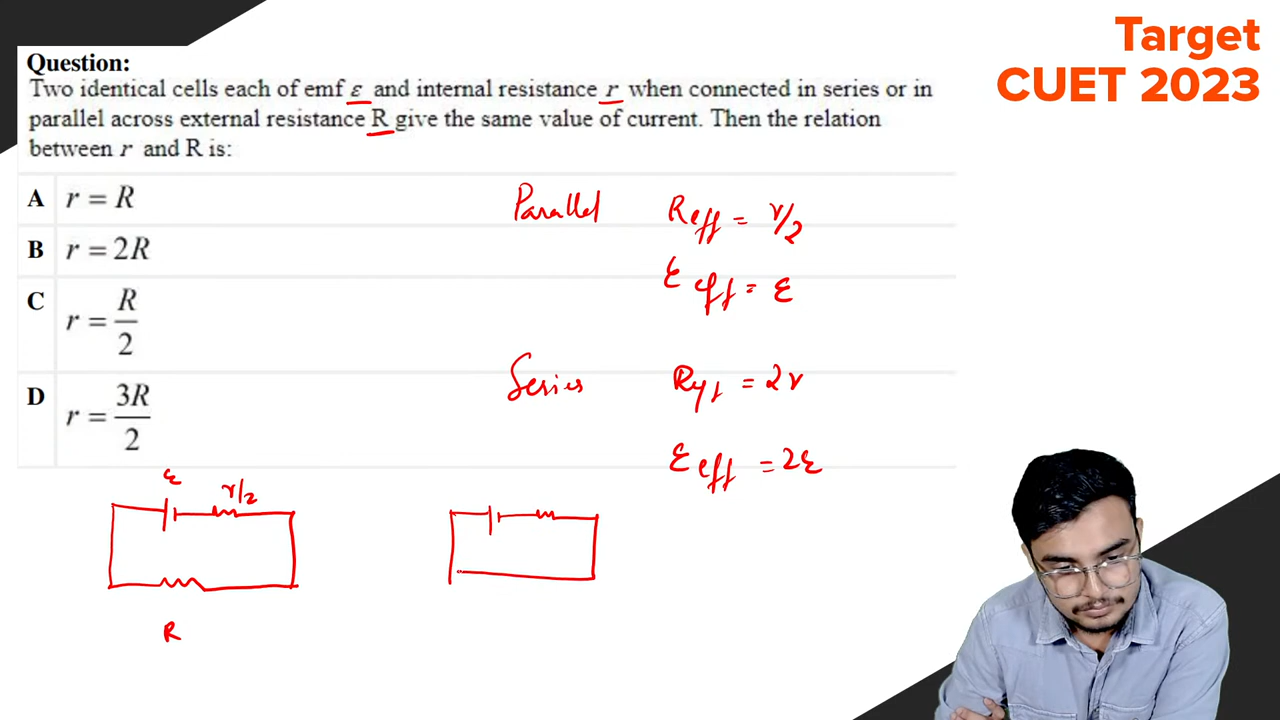 Target
CUET 2023
Question:
Two identical cells each of emf ε and internal resistance r when connected in series or in
parallel across external resistance R give the same value of current. Then the relation
between r and R is:
A r = R
B r = 2R
C r = R/2
D r = 3R/2
Parallel Reff = r/2
εeff = ε
Series Reff = 2r
εeff = 2ε
ε
r/2
R